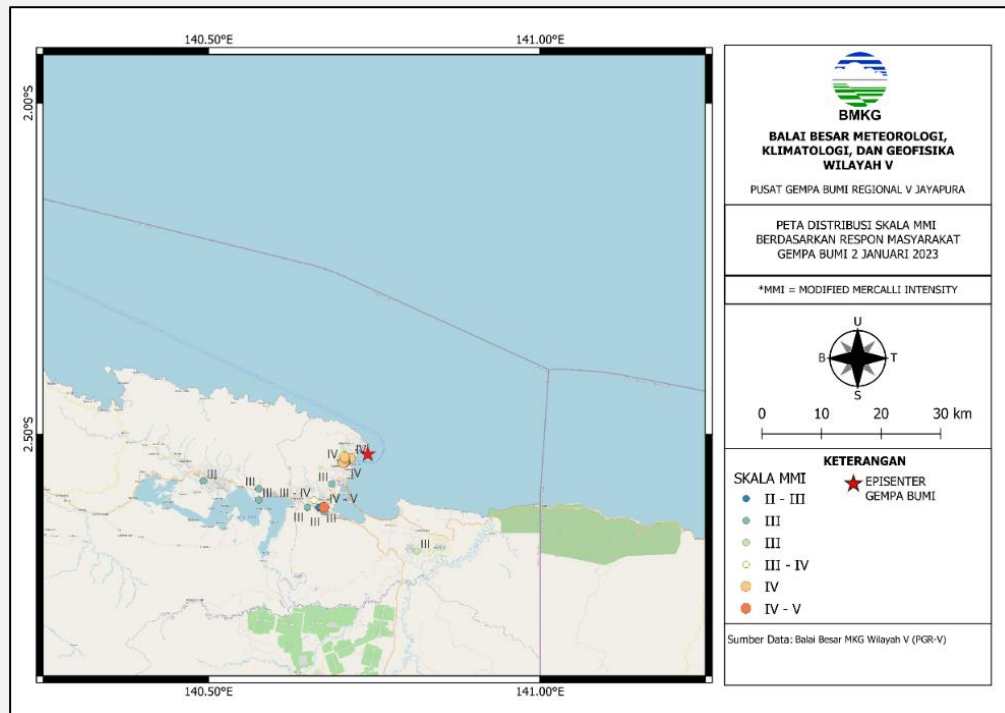 140.50°E 141.00°E
2.00°S
2.50°S
IV IV
IV
III
III
III
III III - IV
IV - V
III III III
III
140.50°E 141.00°E
BMKG
BALAI BESAR METEOROLOGI,
KLIMATOLOGI, DAN GEOFISIKA
WILAYAH V
PUSAT GEMPA BUMI REGIONAL V JAYAPURA
PETA DISTRIBUSI SKALA MMI
BERDASARKAN RESPON MASYARAKAT
GEMPA BUMI 2 JANUARI 2023
*MMI = MODIFIED MERCALLI INTENSITY
U
B T
S
0 10 20 30 km
KETERANGAN
SKALA MMI
EPISENTER
GEMPA BUMI
II - III
III
III
III - IV
IV
IV - V
Sumber Data: Balai Besar MKG Wilayah V (PGR-V)